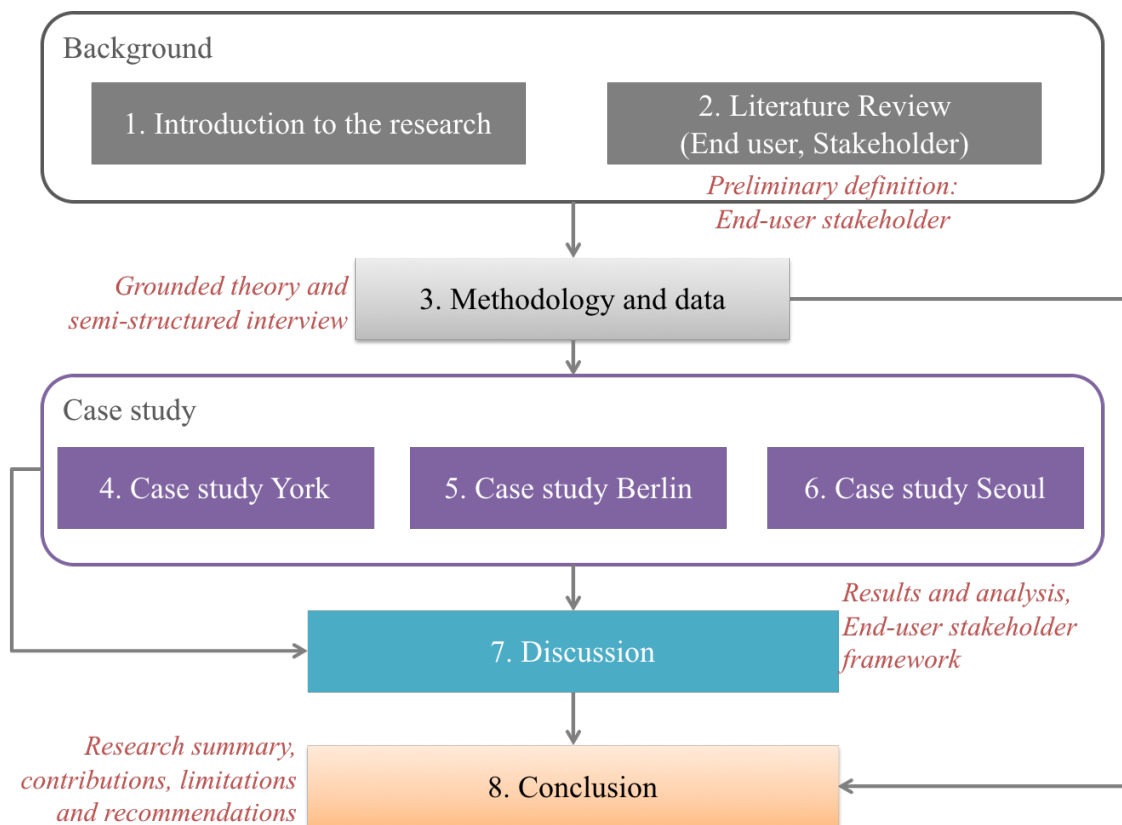 Background
1. Introduction to the research
2. Literature Review
(End user, Stakeholder)
Preliminary definition:
End-user stakeholder
Grounded theory and
semi-structured interview
3. Methodology and data
Case study
4. Case study York
5. Case study Berlin
6. Case study Seoul
Results and analysis,
End-user stakeholder
framework
7. Discussion
Research summary,
contributions, limitations
and recommendations
8. Conclusion